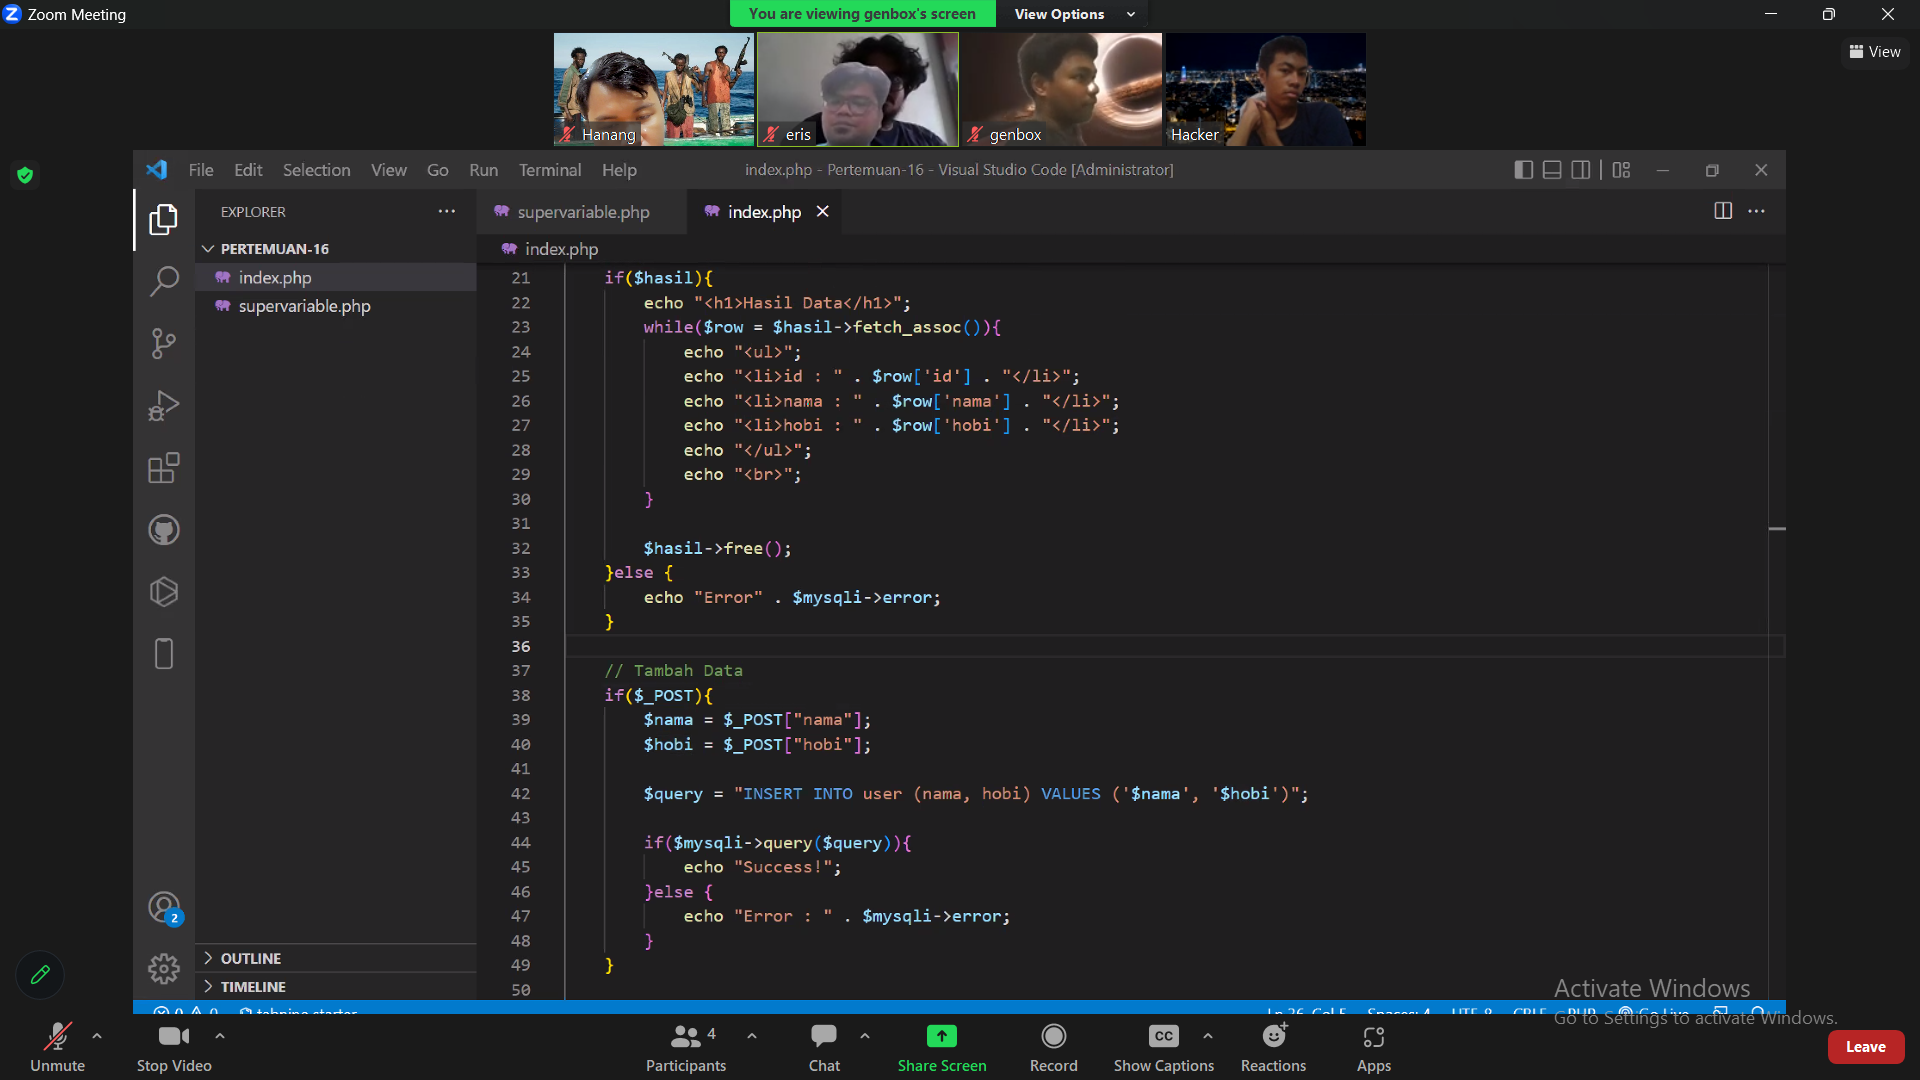 Zoom Meeting
You are viewing genbox's screen
View Options
View
Hanang
eris
genbox
Hacker
File Edit Selection View Go Run Terminal Help
index.php - Pertemuan-16 - Visual Studio Code [Administrator]
EXPLORER
PERTEMUAN-16
index.php
supervariable.php
OUTLINE
TIMELINE
2
supervariable.php
index.php
index.php
21 if($hasil){
22 echo "<h1>Hasil Data</h1>";
23 while($row = $hasil->fetch_assoc()){
24 echo "<ul>";
25 echo "<li>id : " . $row['id'] . "</li>";
26 echo "<li>nama : " . $row['nama'] . "</li>";
27 echo "<li>hobi : " . $row['hobi'] . "</li>";
28 echo "</ul>";
29 echo "<br>";
30 }
31
32 $hasil->free();
33 }else {
34 echo "Error" . $mysqli->error;
35 }
36
37 // Tambah Data
38 if($_POST){
39 $nama = $_POST["nama"];
40 $hobi = $_POST["hobi"];
41
42 $query = "INSERT INTO user (nama, hobi) VALUES ('$nama', '$hobi')";
43
44 if($mysqli->query($query)){
45 echo "Success!";
46 }else {
47 echo "Error : " . $mysqli->error;
48 }
49 }
50
Activate Windows
Go to Settings to activate Windows.
Unmute
Stop Video
Participants 4
Chat
Share Screen
Record
CC
Show Captions
Reactions
Apps
Leave